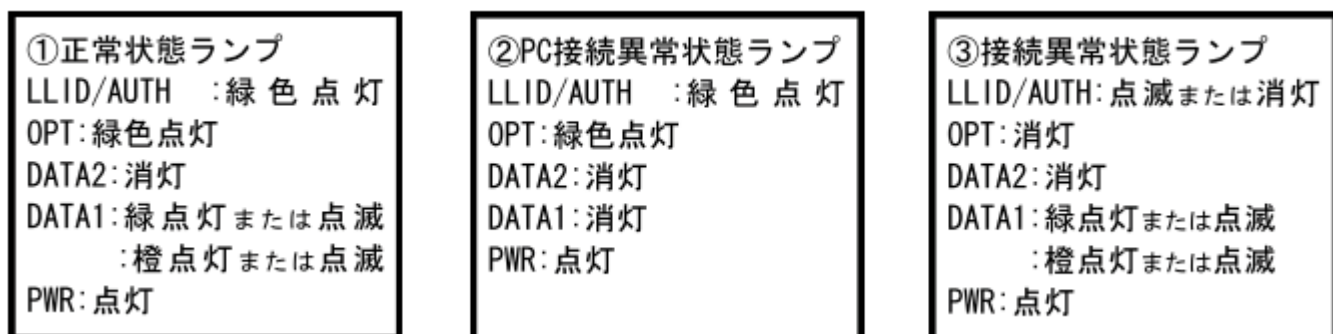 ①正常状態ランプ
LLID/AUTH :緑色点灯
OPT:緑色点灯
DATA2:消灯
DATA1:緑点灯または点滅
:橙点灯または点滅
PWR:点灯
②PC接続異常状態ランプ
LLID/AUTH :緑色点灯
OPT:緑色点灯
DATA2:消灯
DATA1:消灯
PWR:点灯
③接続異常状態ランプ
LLID/AUTH:点滅または消灯
OPT:消灯
DATA2:消灯
DATA1:緑点灯または点滅
:橙点灯または点滅
PWR:点灯